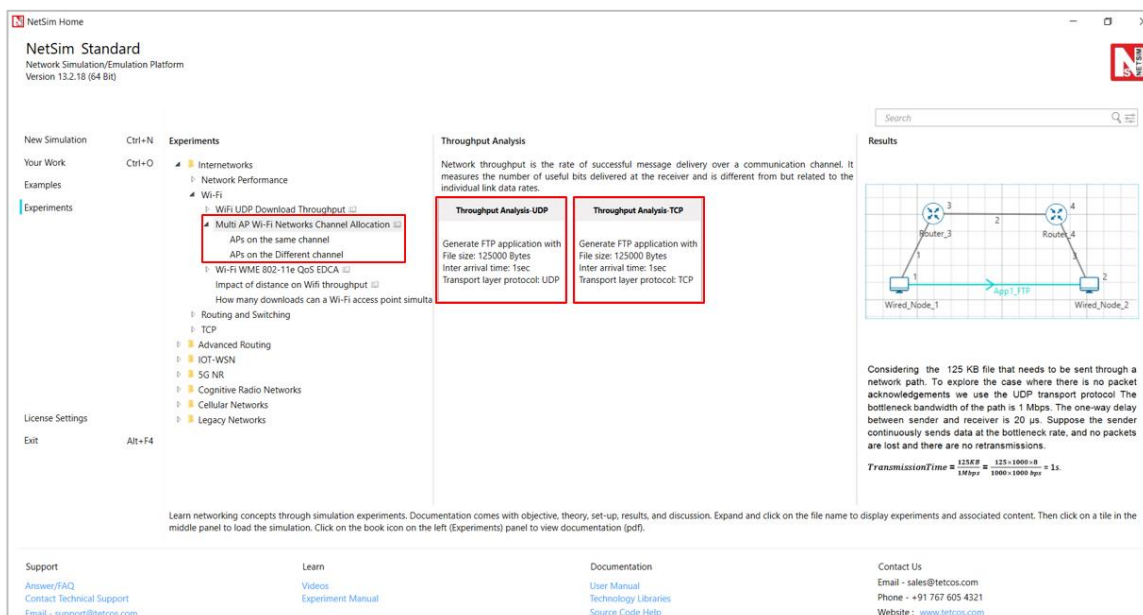 NetSim Home
NetSim Standard
Network Simulation/Emulation Platform
Version 13.2.18 (64 Bit)
NETSIM
Search
New Simulation Ctrl+N
Your Work Ctrl+O
Examples
Experiments
License Settings
Exit Alt+F4
Experiments
Internetworks
Network Performance
Wi-Fi
WiFi UDP Download Throughput
Multi AP Wi-Fi Networks Channel Allocation
APs on the same channel
APs on the Different channel
Wi-Fi WME 802-11e QoS EDCA
Impact of distance on Wifi throughput
How many downloads can a Wi-Fi access point simulta
Routing and Switching
TCP
Advanced Routing
IOT-WSN
5G NR
Cognitive Radio Networks
Cellular Networks
Legacy Networks
Throughput Analysis
Network throughput is the rate of successful message delivery over a communication channel. It
measures the number of useful bits delivered at the receiver and is different from but related to the
individual link data rates.
Throughput Analysis-UDP
Generate FTP application with
File size: 125000 Bytes
Inter arrival time: 1sec
Transport layer protocol: UDP
Throughput Analysis-TCP
Generate FTP application with
File size: 125000 Bytes
Inter arrival time: 1sec
Transport layer protocol: TCP
Results
3
4
2
Router_3
Router_4
1
3
1
2
App1_FTP
Wired_Node_1
Wired_Node_2
Considering the 125 KB file that needs to be sent through a
network path. To explore the case where there is no packet
acknowledgements we use the UDP transport protocol The
bottleneck bandwidth of the path is 1 Mbps. The one-way delay
between sender and receiver is 20 µs. Suppose the sender
continuously sends data at the bottleneck rate, and no packets
are lost and there are no retransmissions.
TransmissionTime = 125KB/1Mbps = 125×1000×8/1000×1000 bps = 1s.
Learn networking concepts through simulation experiments. Documentation comes with objective, theory, set-up, results, and discussion. Expand and click on the file name to display experiments and associated content. Then click on a tile in the
middle panel to load the simulation. Click on the book icon on the left (Experiments) panel to view documentation (pdf).
Support
Answer/FAQ
Contact Technical Support
Email - support@tetcos.com
Learn
Videos
Experiment Manual
Documentation
User Manual
Technology Libraries
Source Code Help
Contact Us
Email - sales@tetcos.com
Phone - +91 767 605 4321
Website : www.tetcos.com